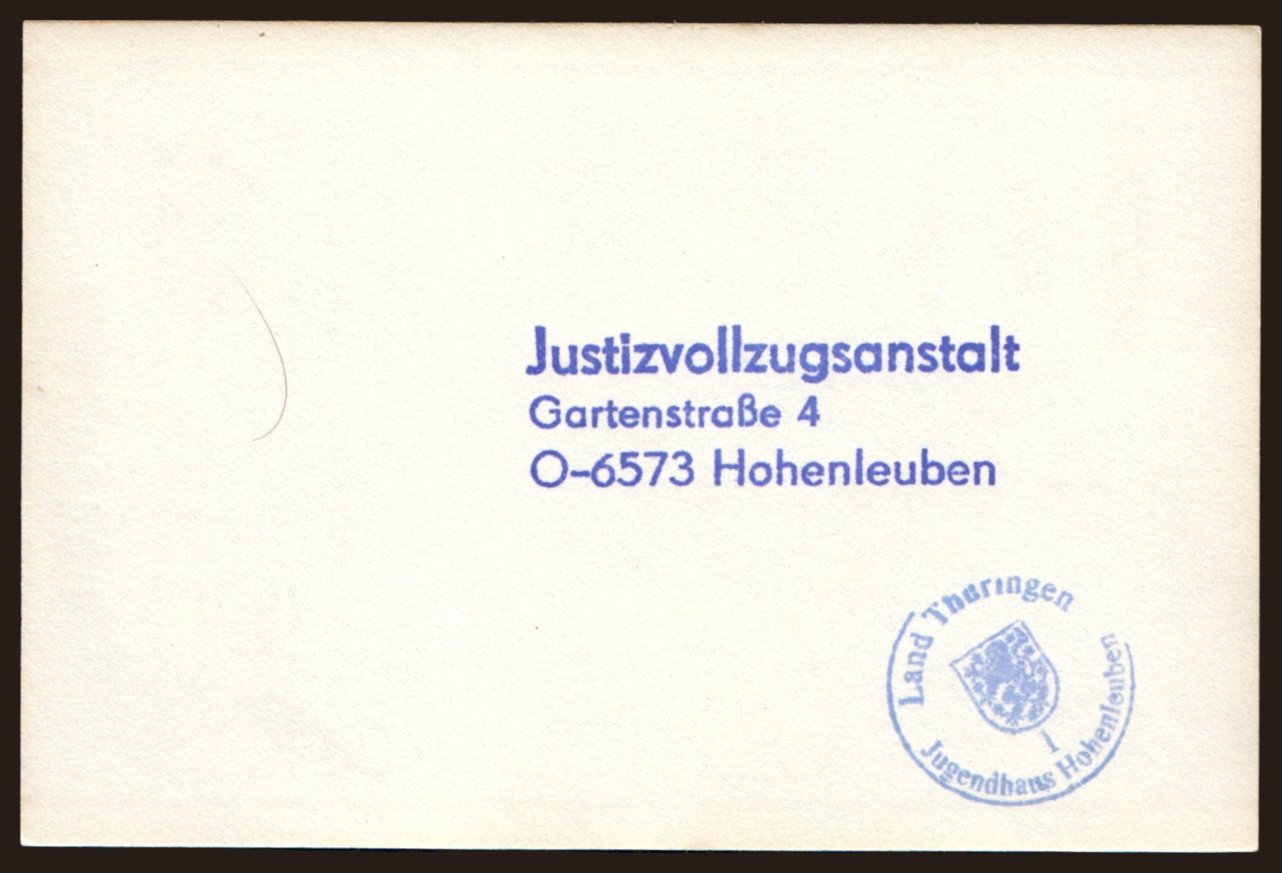 Justizvollzugsanstalt
Gartenstraße 4
O-6573 Hohenleuben
Land Thüringen
1
Jugendhaus Hohenleuben